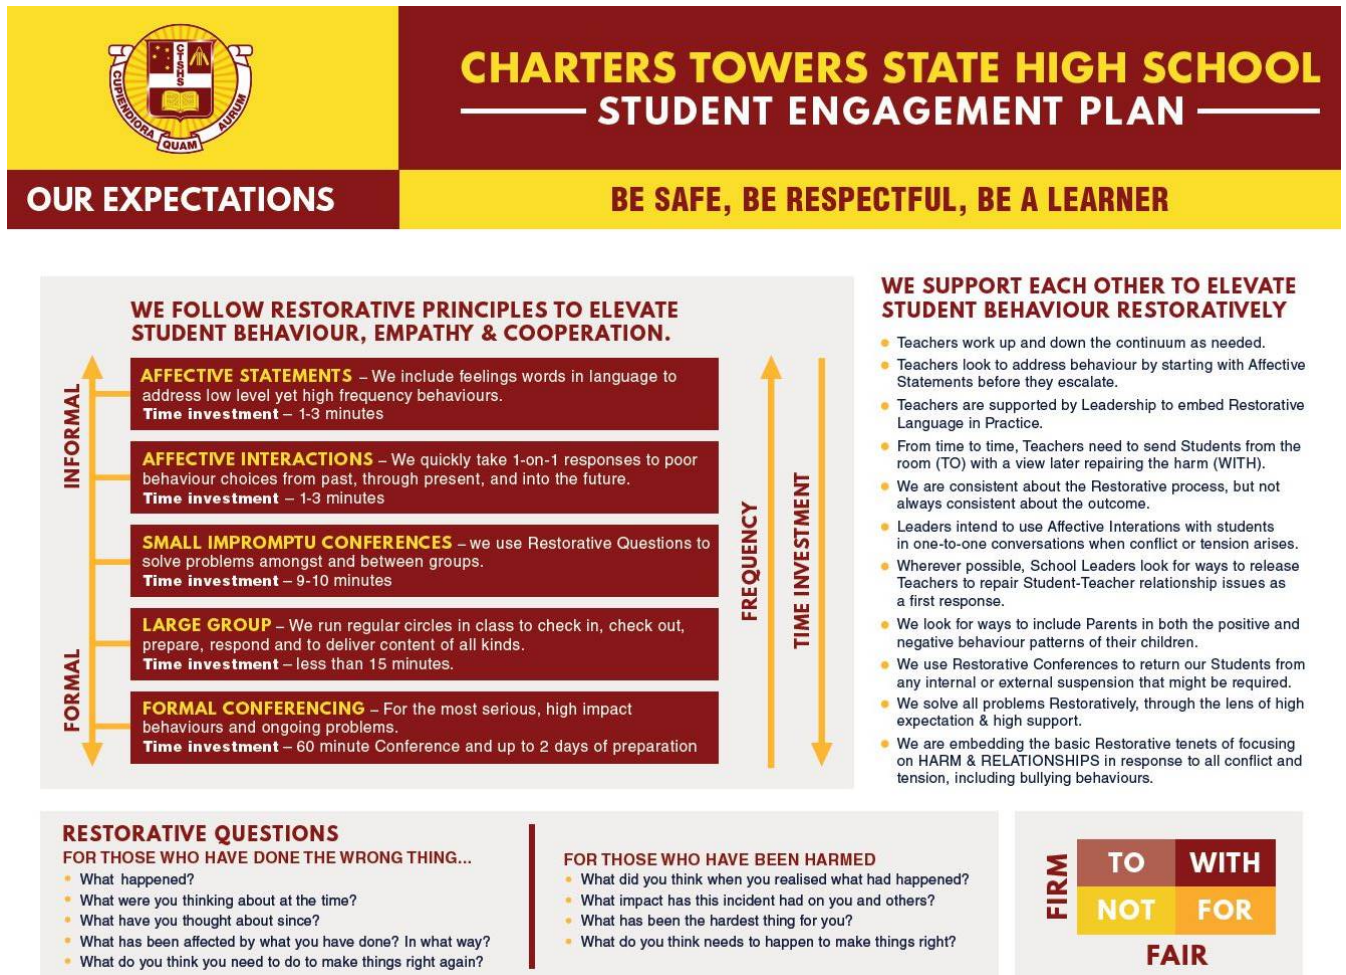 CTSHS
CUPIENDIORA
QUAM
AURUM
CHARTERS TOWERS STATE HIGH SCHOOL
STUDENT ENGAGEMENT PLAN
OUR EXPECTATIONS
BE SAFE, BE RESPECTFUL, BE A LEARNER
WE FOLLOW RESTORATIVE PRINCIPLES TO ELEVATE
STUDENT BEHAVIOUR, EMPATHY & COOPERATION.
INFORMAL
FORMAL
AFFECTIVE STATEMENTS – We include feelings words in language to
address low level yet high frequency behaviours.
Time investment – 1-3 minutes
AFFECTIVE INTERACTIONS – We quickly take 1-on-1 responses to poor
behaviour choices from past, through present, and into the future.
Time investment – 1-3 minutes
SMALL IMPROMPTU CONFERENCES – we use Restorative Questions to
solve problems amongst and between groups.
Time investment – 9-10 minutes
LARGE GROUP – We run regular circles in class to check in, check out,
prepare, respond and to deliver content of all kinds.
Time investment – less than 15 minutes.
FORMAL CONFERENCING – For the most serious, high impact
behaviours and ongoing problems.
Time investment – 60 minute Conference and up to 2 days of preparation
FREQUENCY
TIME INVESTMENT
WE SUPPORT EACH OTHER TO ELEVATE
STUDENT BEHAVIOUR RESTORATIVELY
Teachers work up and down the continuum as needed.
Teachers look to address behaviour by starting with Affective
Statements before they escalate.
Teachers are supported by Leadership to embed Restorative
Language in Practice.
From time to time, Teachers need to send Students from the
room (TO) with a view later repairing the harm (WITH).
We are consistent about the Restorative process, but not
always consistent about the outcome.
Leaders intend to use Affective Interations with students
in one-to-one conversations when conflict or tension arises.
Wherever possible, School Leaders look for ways to release
Teachers to repair Student-Teacher relationship issues as
a first response.
We look for ways to include Parents in both the positive and
negative behaviour patterns of their children.
We use Restorative Conferences to return our Students from
any internal or external suspension that might be required.
We solve all problems Restoratively, through the lens of high
expectation & high support.
We are embedding the basic Restorative tenets of focusing
on HARM & RELATIONSHIPS in response to all conflict and
tension, including bullying behaviours.
RESTORATIVE QUESTIONS
FOR THOSE WHO HAVE DONE THE WRONG THING...
What happened?
What were you thinking about at the time?
What have you thought about since?
What has been affected by what you have done? In what way?
What do you think you need to do to make things right again?
FOR THOSE WHO HAVE BEEN HARMED
What did you think when you realised what had happened?
What impact has this incident had on you and others?
What has been the hardest thing for you?
What do you think needs to happen to make things right?
FIRM
TO WITH
NOT FOR
FAIR